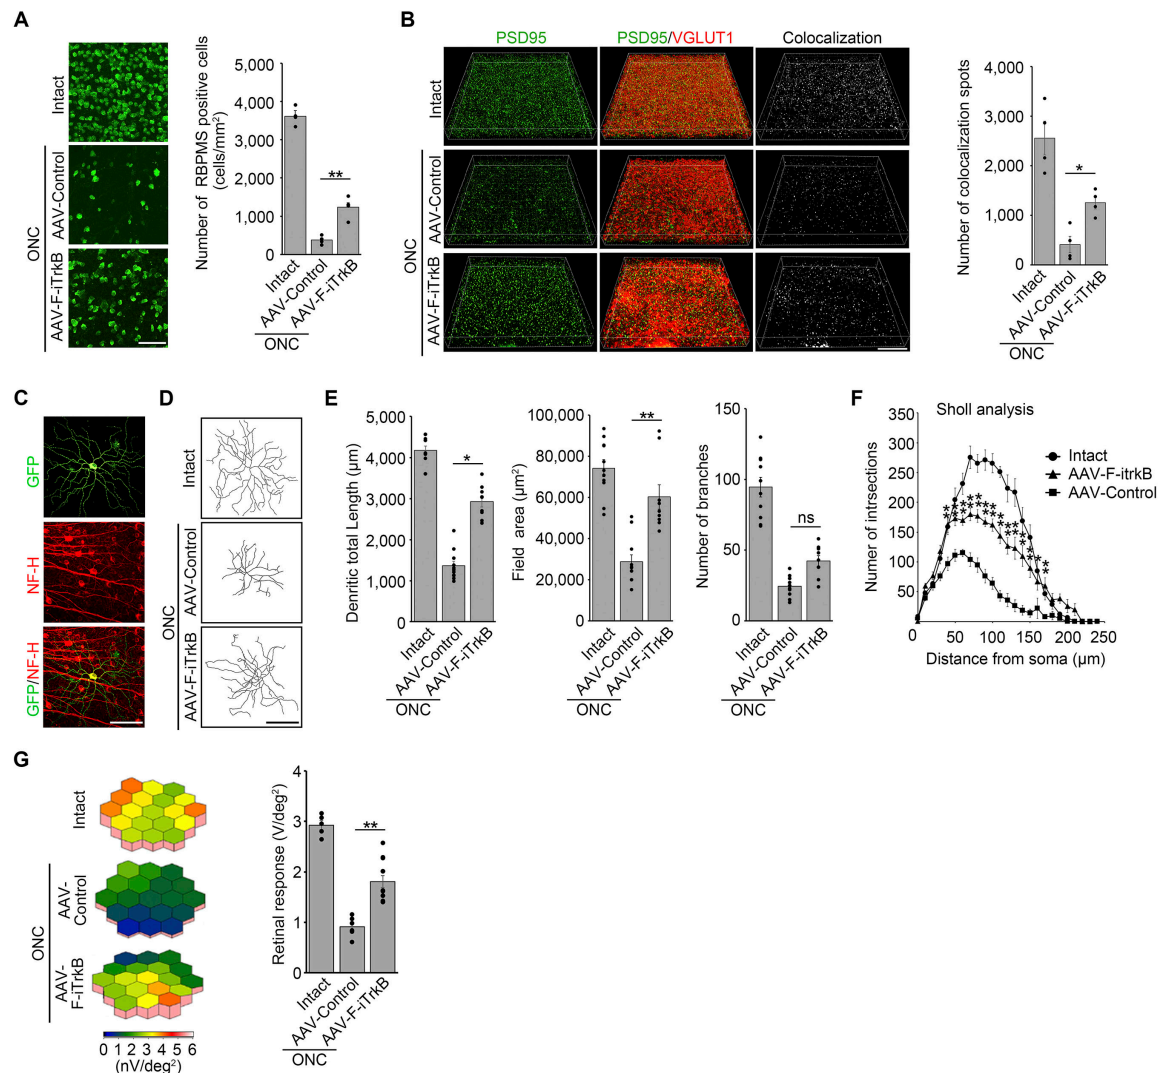 A
Intact
AAV-Control
AAV-F-iTrkB
ONC
Number of RBPMS positive cells
(cells/mm²)
5,000
4,000
3,000
2,000
1,000
0
**
Intact
AAV-Control
AAV-F-iTrkB
ONC
B
PSD95
PSD95/VGLUT1
Colocalization
Intact
AAV-Control
AAV-F-iTrkB
ONC
Number of colocalization spots
4,000
3,000
2,000
1,000
0
*
Intact
AAV-Control
AAV-F-iTrkB
ONC
C
GFP
NF-H
GFP/NF-H
D
Intact
AAV-Control
AAV-F-iTrkB
ONC
E
Denritic total Length (µm)
5,000
4,000
3,000
2,000
1,000
0
*
Intact
AAV-Control
AAV-F-iTrkB
ONC
Field area (µm²)
100,000
80,000
60,000
40,000
20,000
0
**
Intact
AAV-Control
AAV-F-iTrkB
ONC
Number of branches
150
100
50
0
ns
Intact
AAV-Control
AAV-F-iTrkB
ONC
F
Sholl analysis
Numer of intrsections
350
300
250
200
150
100
50
Intact
AAV-F-itrkB
AAV-Control
0 50 100 150 200 250
Distance from soma (µm)
G
Intact
AAV-
Control
AAV-
F-iTrkB
ONC
0 1 2 3 4 5 6
(nV/deg²)
Retinal response (V/deg²)
4
3
2
1
0
**
Intact
AAV-Control
AAV-F-iTrkB
ONC